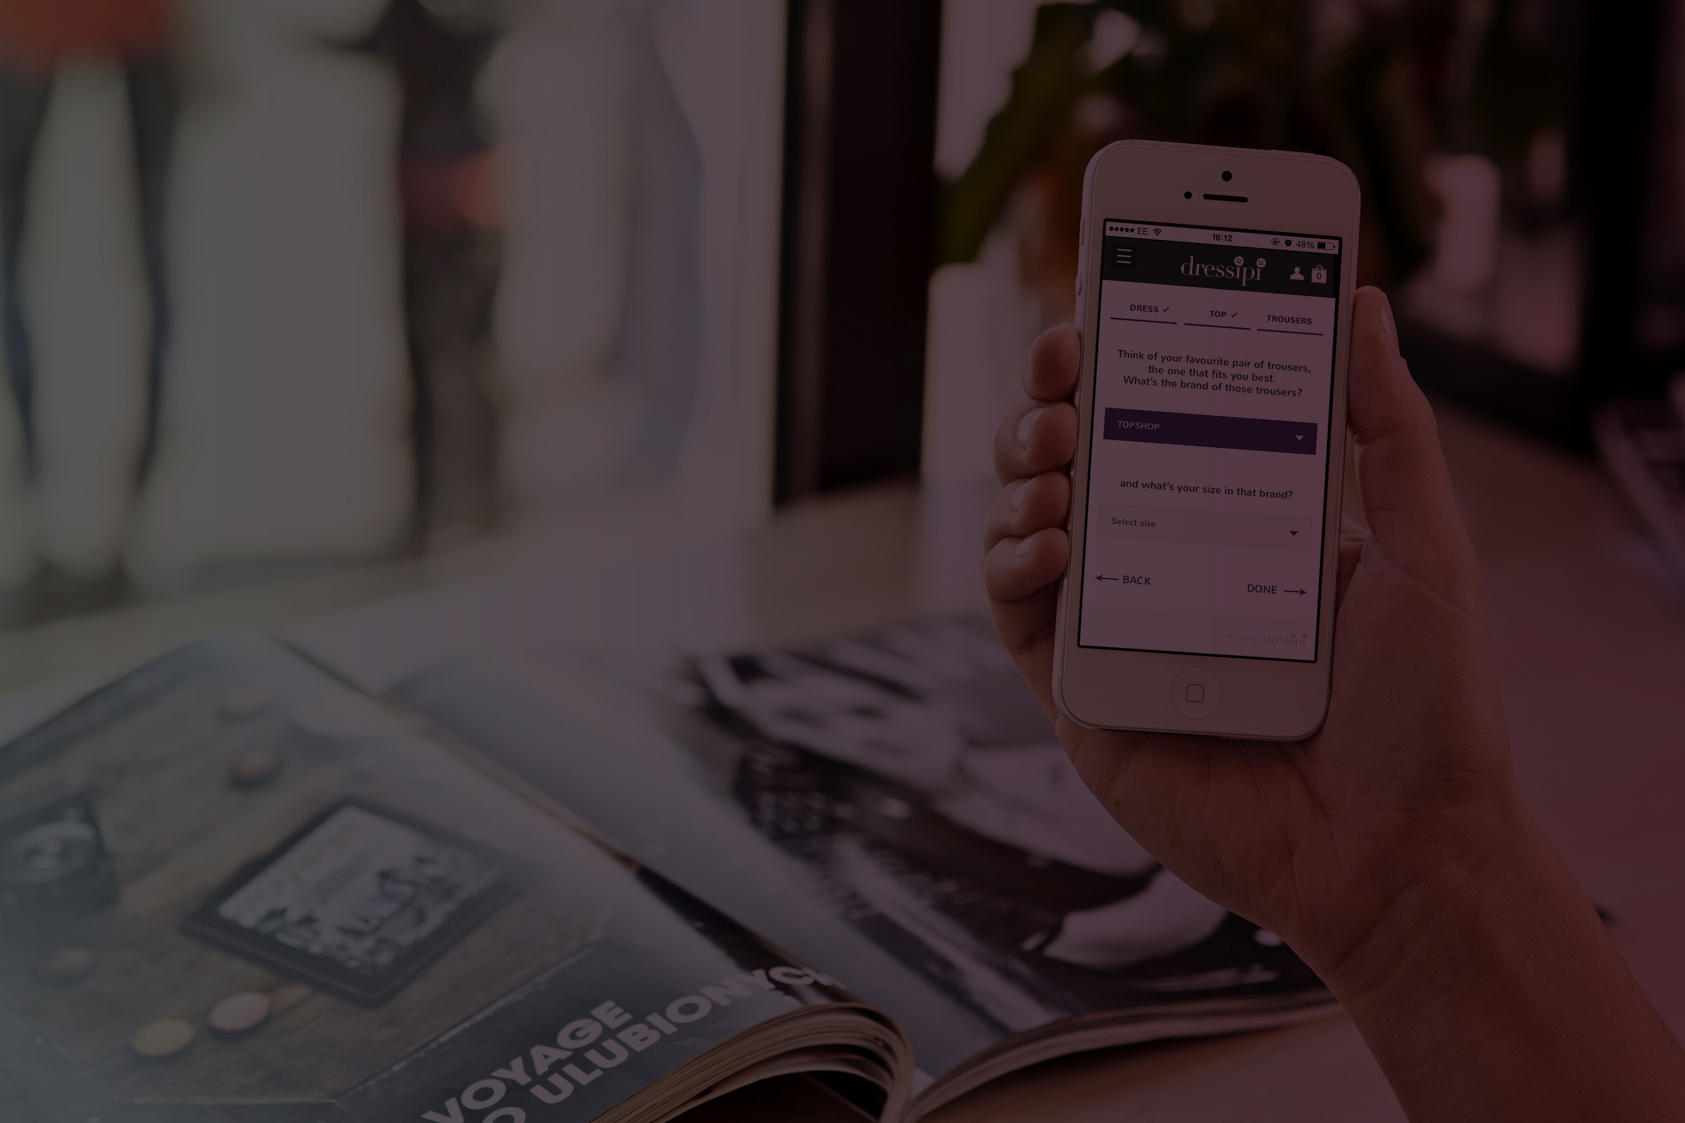 EE 16:12 48%
dressipi 0
DRESS ✓ TOP ✓ TROUSERS
Think of your favourite pair of trousers,
the one that fits you best.
What's the brand of those trousers?
TOPSHOP
and what's your size in that brand?
Select size
← BACK DONE →
dressipi
VOYAGE
O ULUBIONYCH